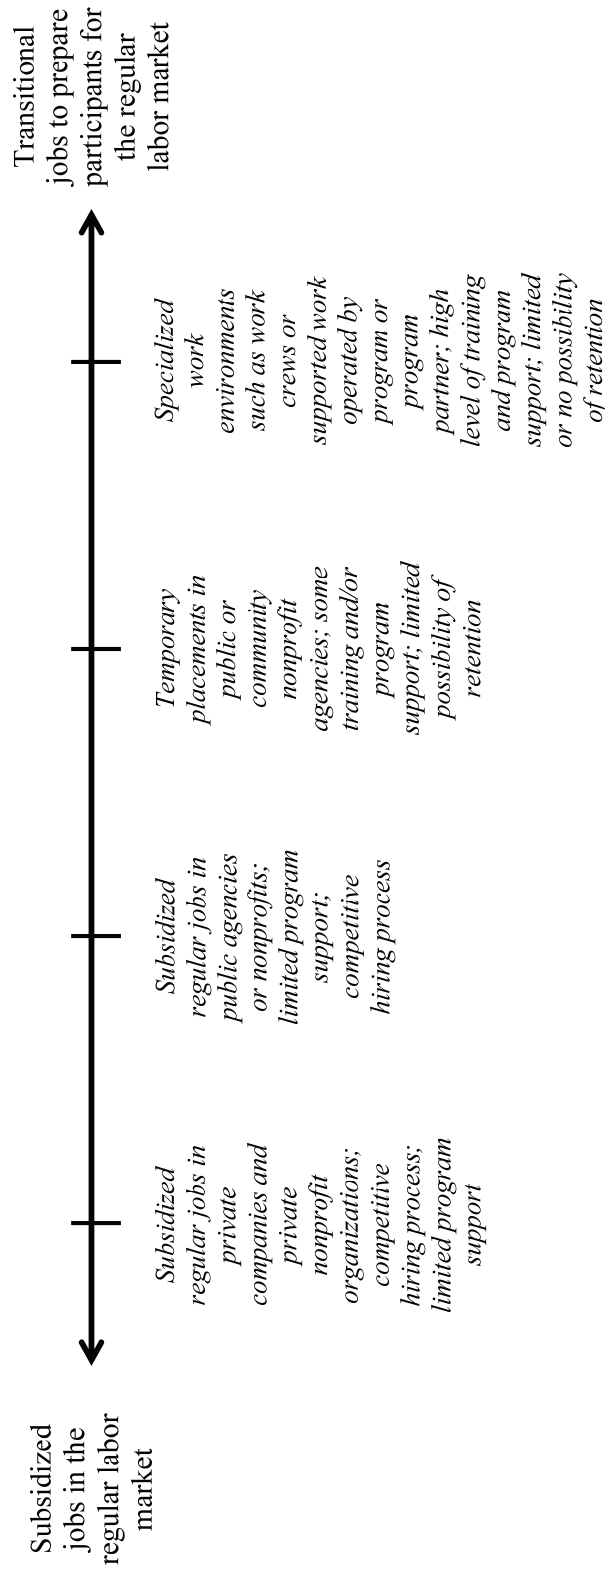 Subsidized
jobs in the
regular labor
market
Transitional
jobs to prepare
participants for
the regular
labor market
Subsidized
regular jobs in
private
companies and
private
nonprofit
organizations;
competitive
hiring process;
limited program
support
Subsidized
regular jobs in
public agencies
or nonprofits;
limited program
support;
competitive
hiring process
Temporary
placements in
public or
community
nonprofit
agencies; some
training and/or
program
support; limited
possibility of
retention
Specialized
work
environments
such as work
crews or
supported work
operated by
program or
program
partner; high
level of training
and program
support; limited
or no possibility
of retention